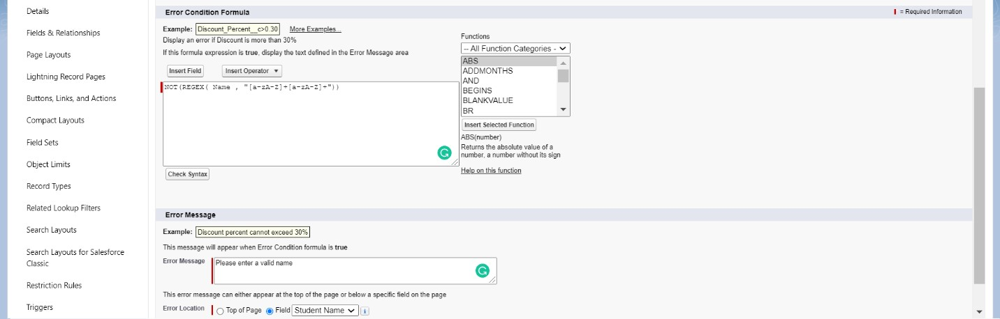 Details
Fields & Relationships
Page Layouts
Lightning Record Pages
Buttons, Links, and Actions
Compact Layouts
Field Sets
Object Limits
Record Types
Related Lookup Filters
Search Layouts
Search Layouts for Salesforce
Classic
Restriction Rules
Triggers
Error Condition Formula
= Required Information
Example: Discount_Percent__c>0.30 More Examples...
Display an error if Discount is more than 30%
If this formula expression is true, display the text defined in the Error Message area
Insert Field Insert Operator
NOT(REGEX( Name , "[a-zA-Z]+[a-zA-Z]+"))
Check Syntax
Functions
-- All Function Categories -
ABS
ADDMONTHS
AND
BEGINS
BLANKVALUE
BR
Insert Selected Function
ABS(number)
Returns the absolute value of a
number, a number without its sign
Help on this function
Error Message
Example: Discount percent cannot exceed 30%
This message will appear when Error Condition formula is true
Error Message Please enter a valid name
This error message can either appear at the top of the page or below a specific field on the page
Error Location Top of Page Field Student Name i